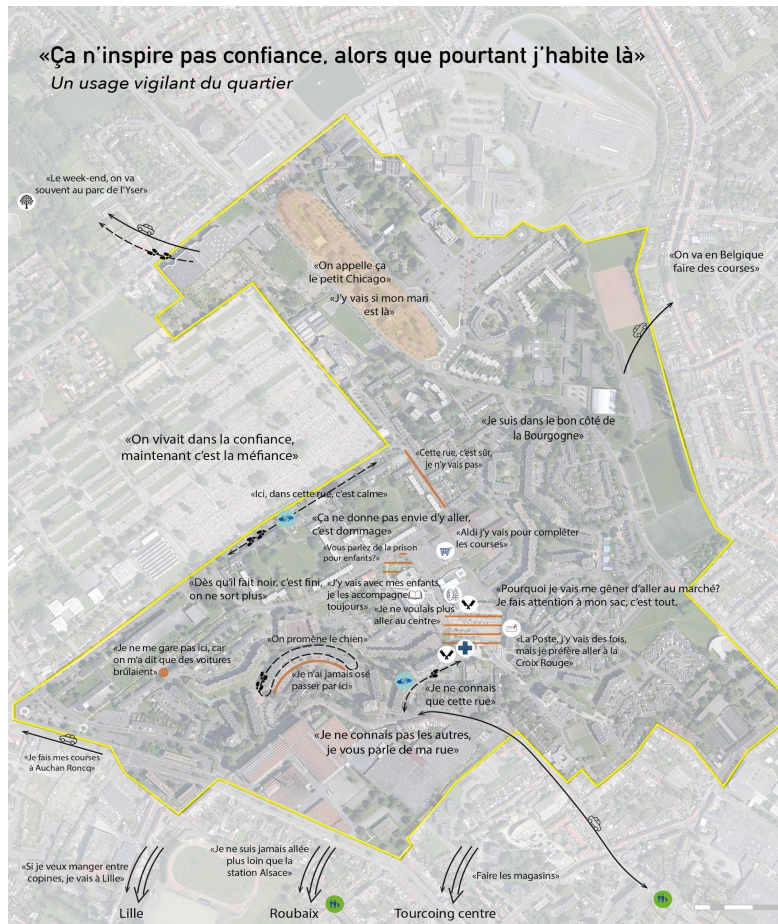 «Ça n'inspire pas confiance, alors que pourtant j'habite là»
Un usage vigilant du quartier
«Le week-end, on va
souvent au parc de l'Yser»
«On appelle ça
le petit Chicago»
«J'y vais si mon mari
est là»
«On va en Belgique
faire des courses»
«Je suis dans le bon côté de
la Bourgogne»
«On vivait dans la confiance,
maintenant c'est la méfiance»
«Cette rue, c'est sûr,
je n'y vais pas»
«Ici, dans cette rue, c'est calme»
«Ça ne donne pas envie d'y aller,
c'est dommage»
«Aldi j'y vais pour compléter
les courses»
«Vous parlez de la prison
pour enfants?»
«Dès qu'il fait noir, c'est fini,
on ne sort plus»
«J'y vais avec mes enfants,
je les accompagne
toujours»
«Je ne voulais plus
aller au centre»
«Pourquoi je vais me gêner d'aller au marché?
Je fais attention à mon sac, c'est tout.
«Je ne me gare pas ici, car
on m'a dit que des voitures
brûlaient»
«On promène le chien»
«Je n'ai jamais osé
passer par ici»
«La Poste, j'y vais des fois,
mais je préfère aller à la
Croix Rouge»
«Je ne connais
que cette rue»
«Je ne connais pas les autres,
je vous parle de ma rue»
«Je fais mes courses
à Auchan Roncq»
«Si je veux manger entre
copines, je vais à Lille»
Lille
«Je ne suis jamais allée
plus loin que la
station Alsace»
Roubaix
«Faire les magasins»
Tourcoing centre